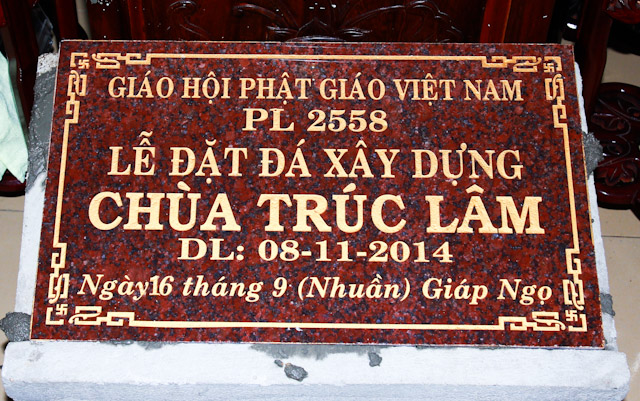 GIÁO HỘI PHẬT GIÁO VIỆT NAM
PL 2558
LỄ ĐẶT ĐÁ XÂY DỰNG
CHÙA TRÚC LÂM
DL: 08-11-2014
Ngày16 tháng 9 (Nhuần) Giáp Ngọ